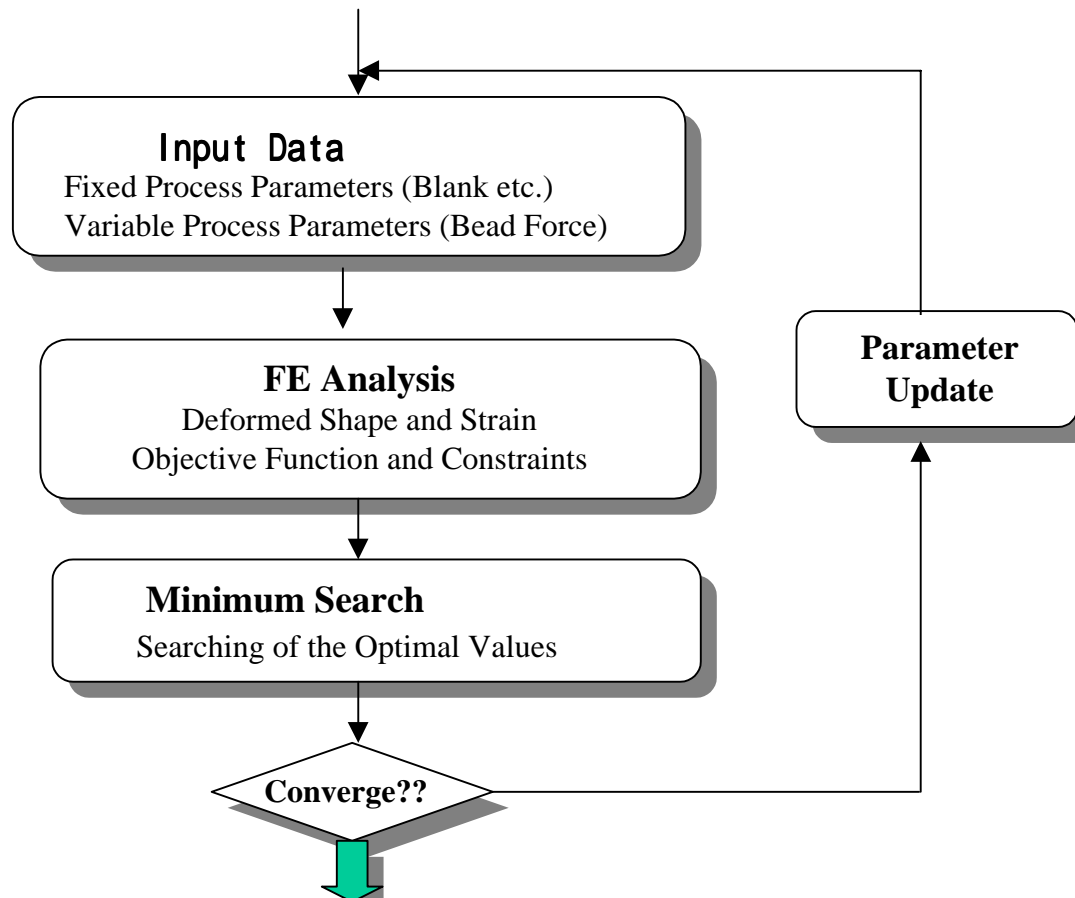 Input Data
Fixed Process Parameters (Blank etc.)
Variable Process Parameters (Bead Force)
FE Analysis
Deformed Shape and Strain
Objective Function and Constraints
Minimum Search
Searching of the Optimal Values
Converge??
Parameter
Update